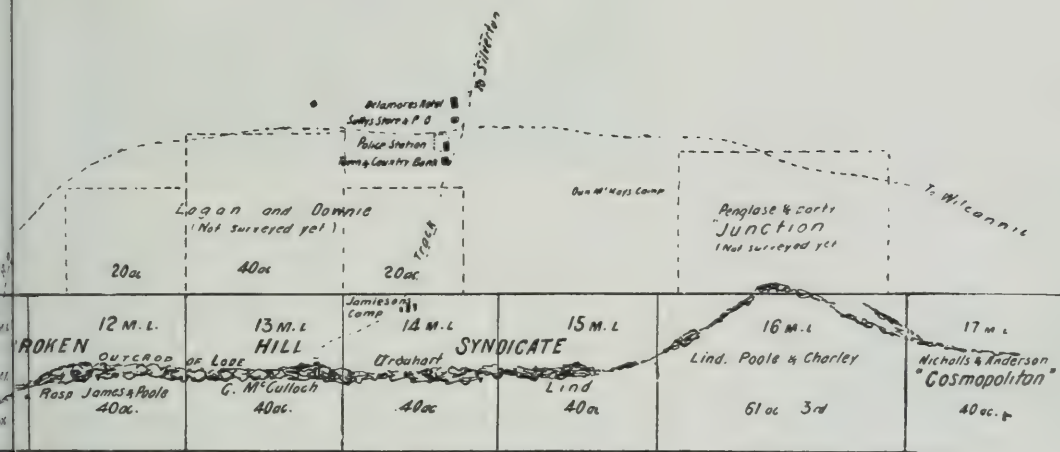 To Silverton
Delamores Hotel
Sullys Store & P O
Police Station
Town & Country Bank
Dan McKays Camp
To Wilcannia
Logan and Downie
(Not surveyed yet)
Track
20ac
40ac
20ac.
Penglase & party
"JUNCTION
(Not surveyed yet
Jamiesons
Camp
12 M.L
13 M.L
14 M.L
15 M.L
16 M.L
17 M L
ROKEN HILL SYNDICATE
OUTCROP OF LODE
Urquhart
Rasp James & Poole
G. McCulloch
Lind
Lind. Poole & Charley
Nicholls & Anderson
"Cosmopolitan"
40ac.
40ac.
40ac.
40ac
61ac 3rd
40ac.